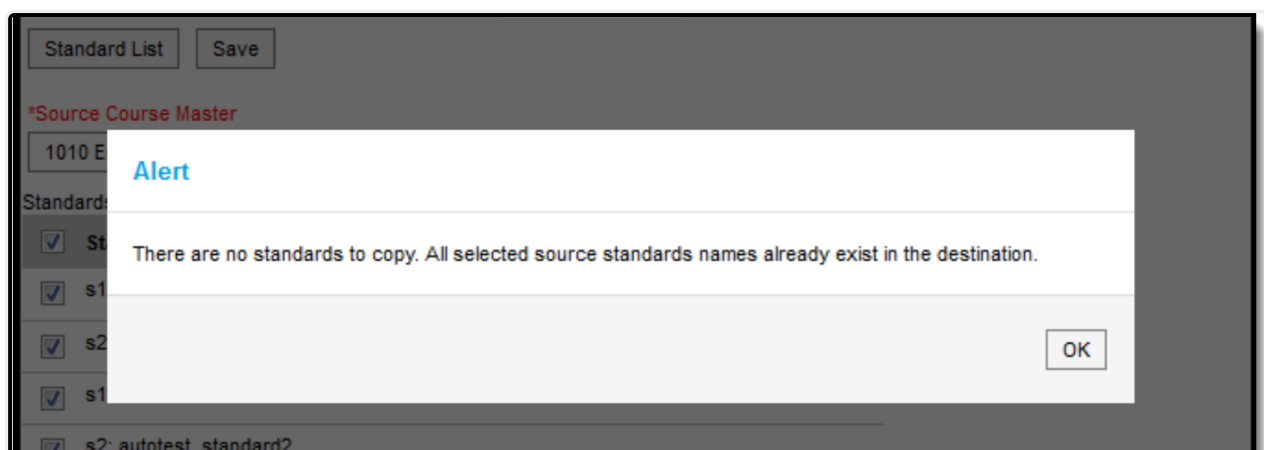 Standard List Save
*Source Course Master
1010 E
Alert
Standards
St
There are no standards to copy. All selected source standards names already exist in the destination.
s1
s2
OK
s1
s2: autotest_standard2